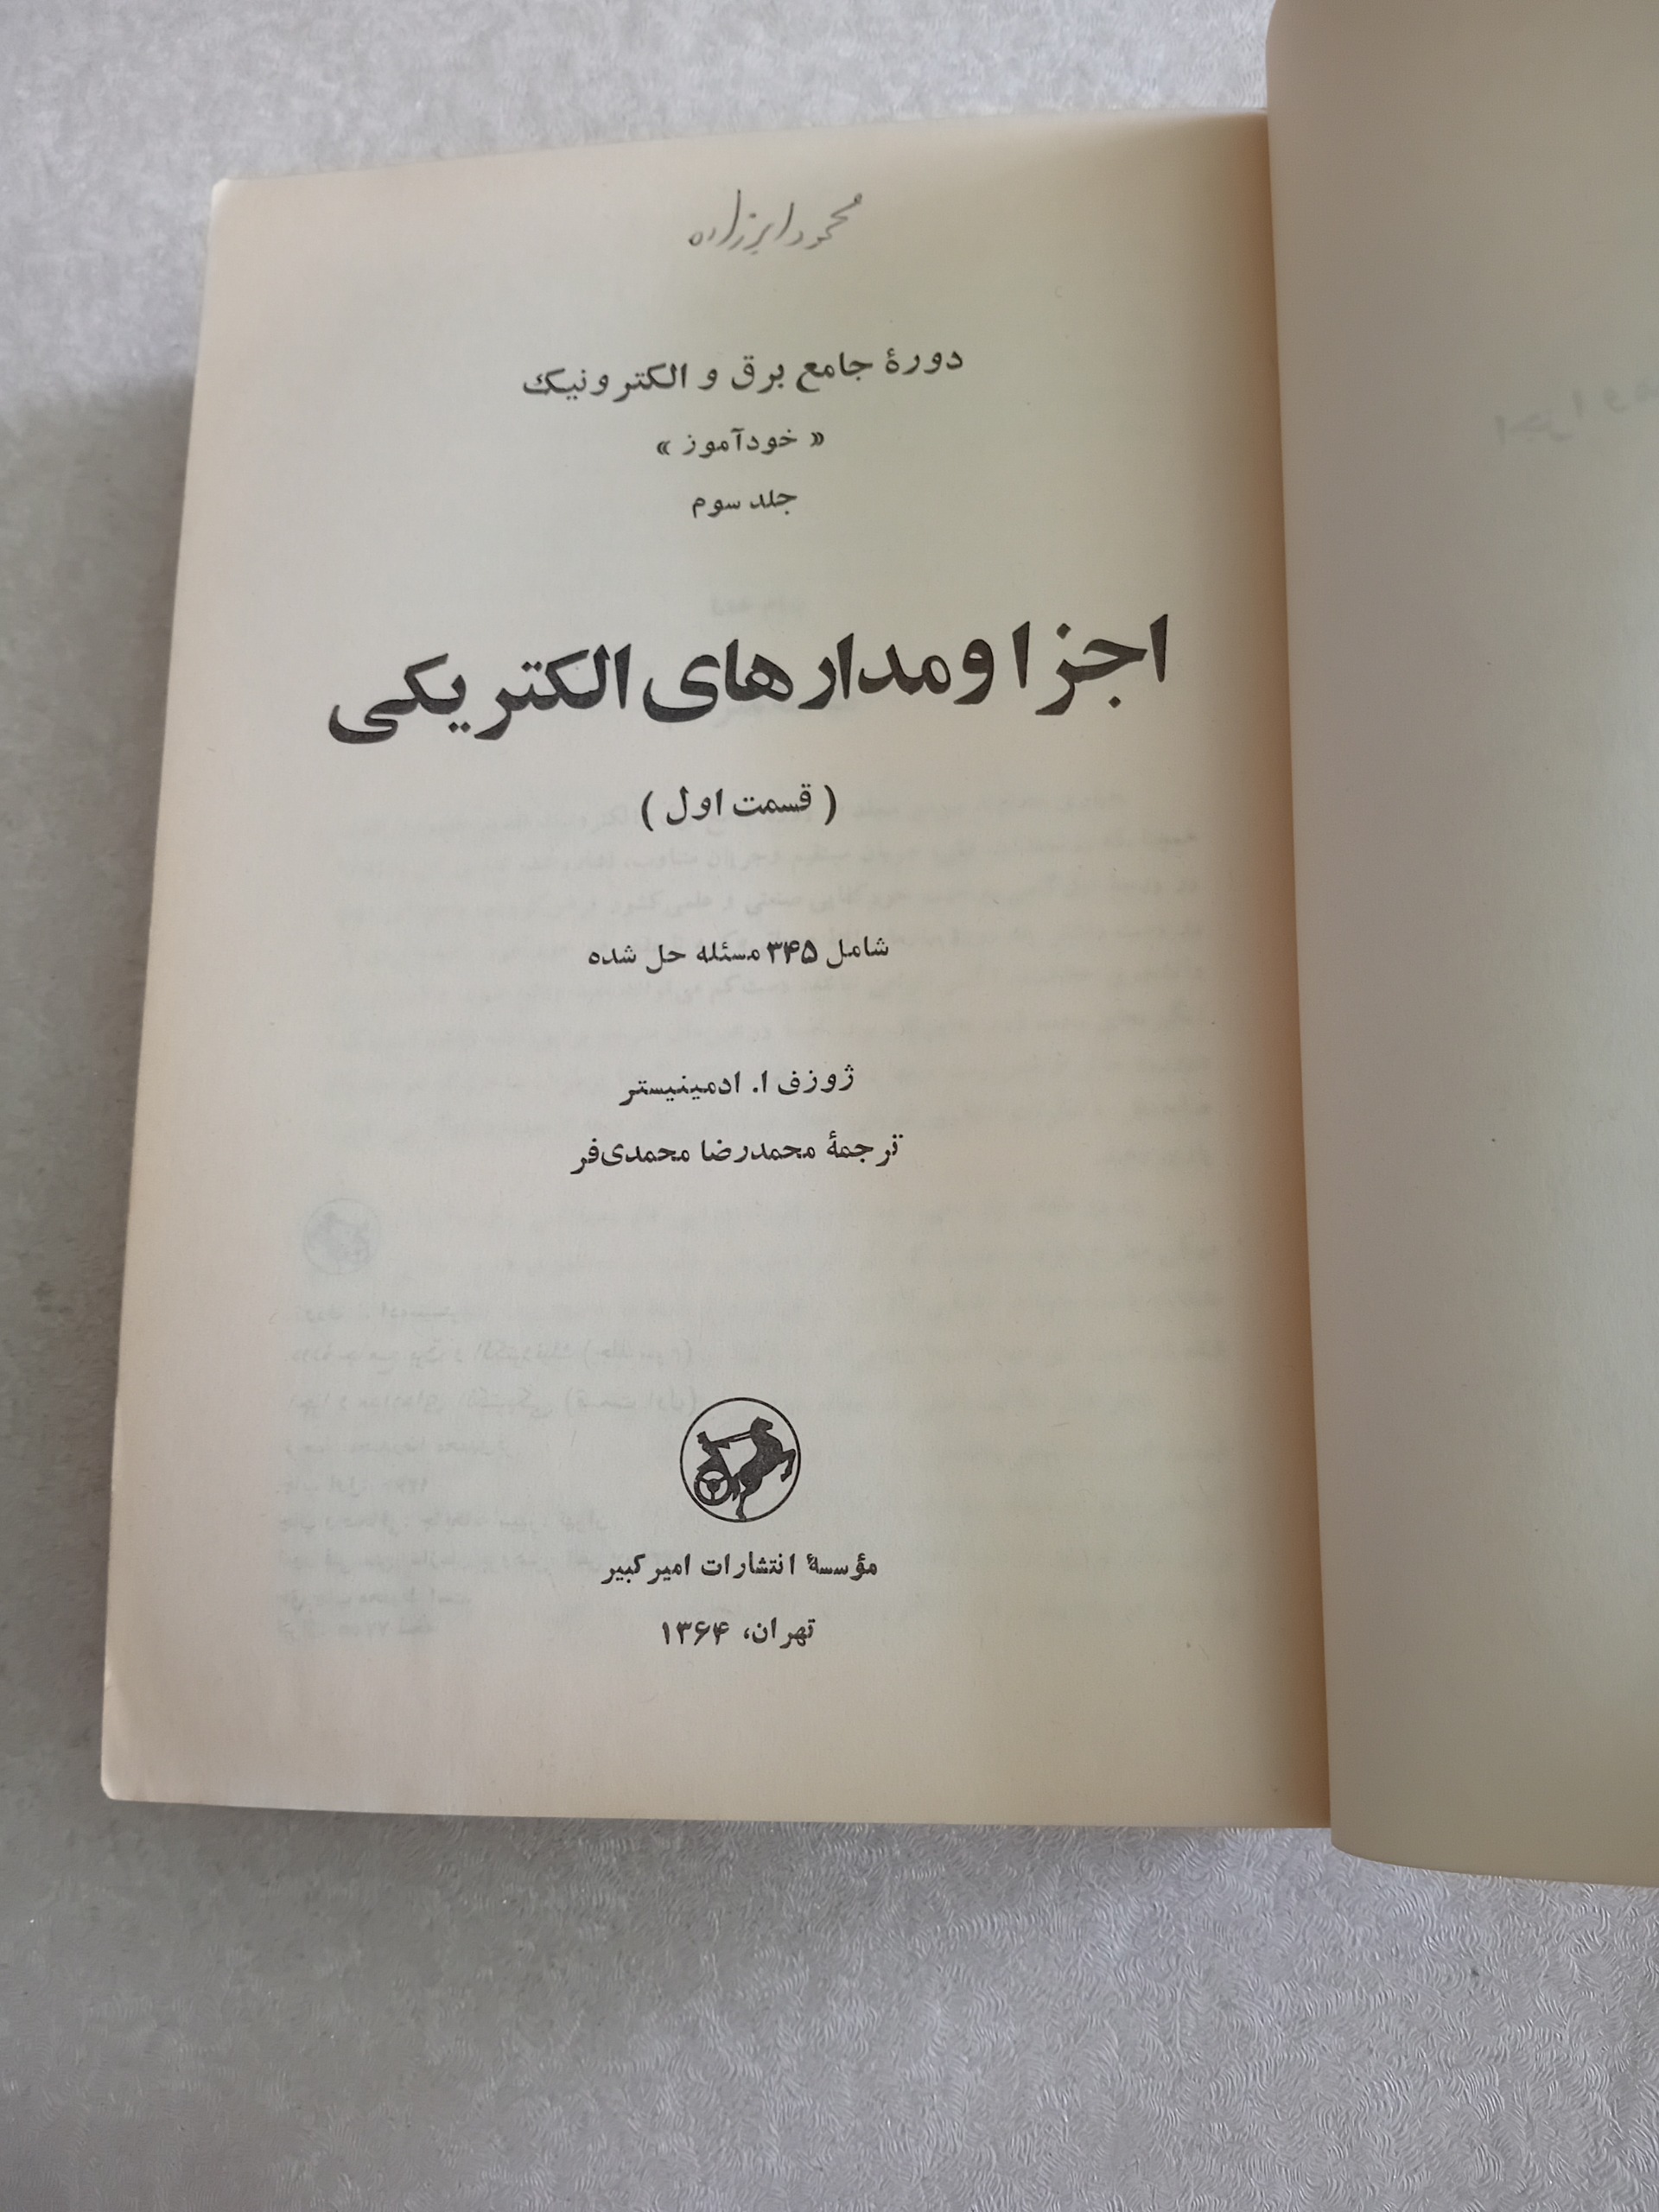 محمود ایرزاده
دورهٔ جامع برق و الکترونیک
« خودآموز »
جلد سوم
اجزا و مدارهای الکتریکی
( قسمت اول )
شامل ۳۴۵ مسئله حل شده
ژوزف ا. ادمینیستر
ترجمهٔ محمدرضا محمدی‌فر
مؤسسهٔ انتشارات امیرکبیر
تهران، ۱۳۶۴